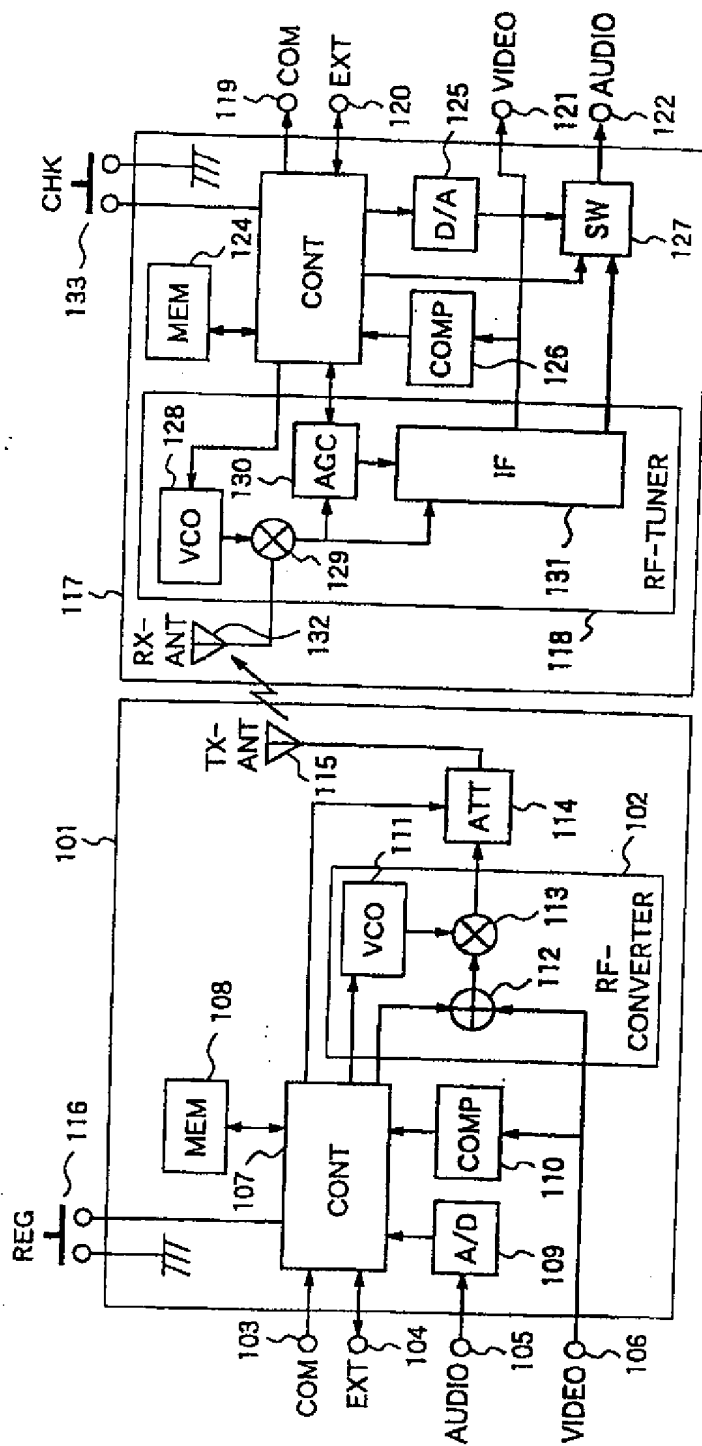 101
REG
116
MEM
108
107
CONT
COM
103
EXT
104
AUDIO
105
A/D
109
COMP
110
VIDEO
106
VCO
111
112
113
RF-
CONVERTER
102
ATT
114
TX-
ANT
115
117
RX-
ANT
132
VCO
128
129
AGC
130
IF
131
RF-TUNER
118
CHK
133
MEM
124
CONT
COMP
126
D/A
125
SW
127
119
COM
EXT
120
VIDEO
121
AUDIO
122